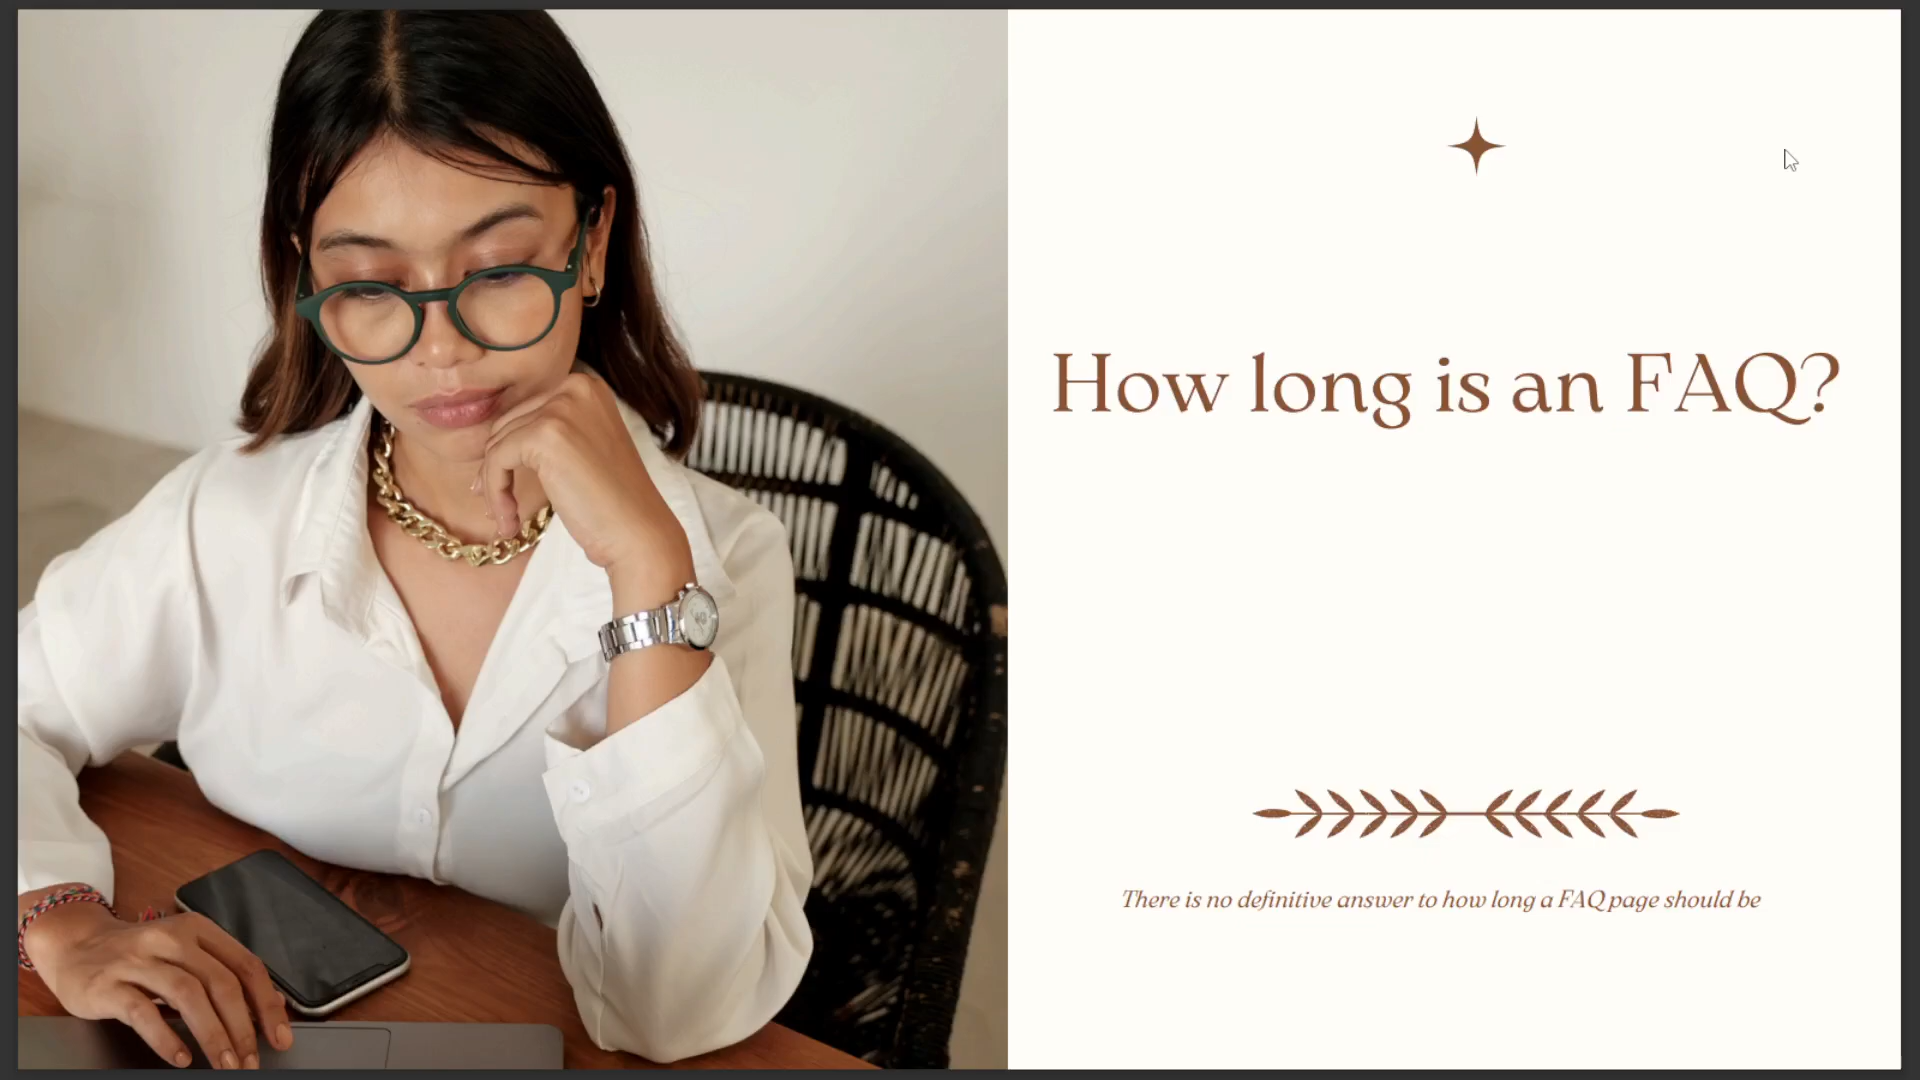 How long is an FAQ?
There is no definitive answer to how long a FAQ page should be